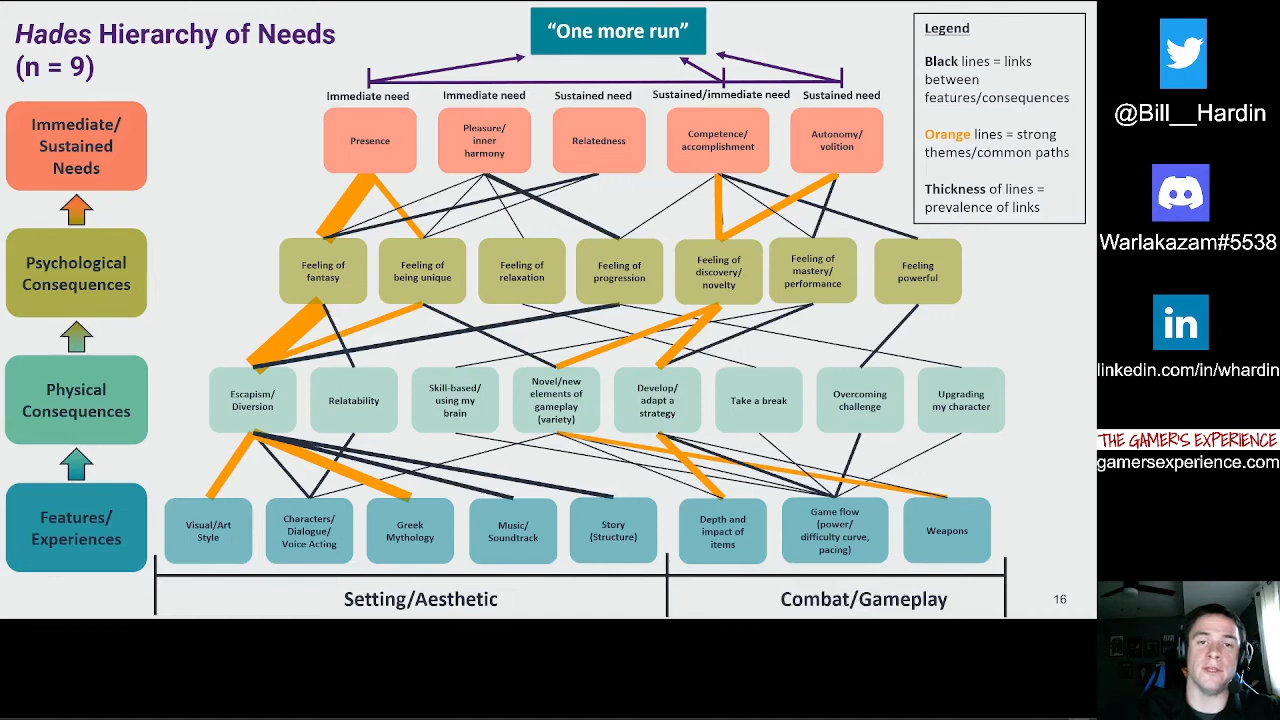 Hades Hierarchy of Needs
(n = 9)
"One more run"
Legend
Black lines = links
between
features/consequences
Orange lines = strong
themes/common paths
Thickness of lines =
prevalence of links
Immediate need
Immediate need
Sustained need
Sustained/immediate need
Sustained need
Immediate/
Sustained
Needs
Presence
Pleasure/
inner
harmony
Relatedness
Competence/
accomplishment
Autonomy/
volition
Psychological
Consequences
Feeling of
fantasy
Feeling of
being unique
Feeling of
relaxation
Feeling of
progression
Feeling of
discovery/
novelty
Feeling of
mastery/
performance
Feeling
powerful
Physical
Consequences
Escapism/
Diversion
Relatability
Skill-based/
using my
brain
Novel/new
elements of
gameplay
(variety)
Develop/
adapt a
strategy
Take a break
Overcoming
challenge
Upgrading
my character
Features/
Experiences
Visual/Art
Style
Characters/
Dialogue/
Voice Acting
Greek
Mythology
Music/
Soundtrack
Story
(Structure)
Depth and
impact of
items
Game flow
(power/
difficulty curve,
pacing)
Weapons
Setting/Aesthetic
Combat/Gameplay
16
@Bill__Hardin
Warlakazam#5538
in
linkedin.com/in/whardin
THE GAMER'S EXPERIENCE
gamersexperience.com